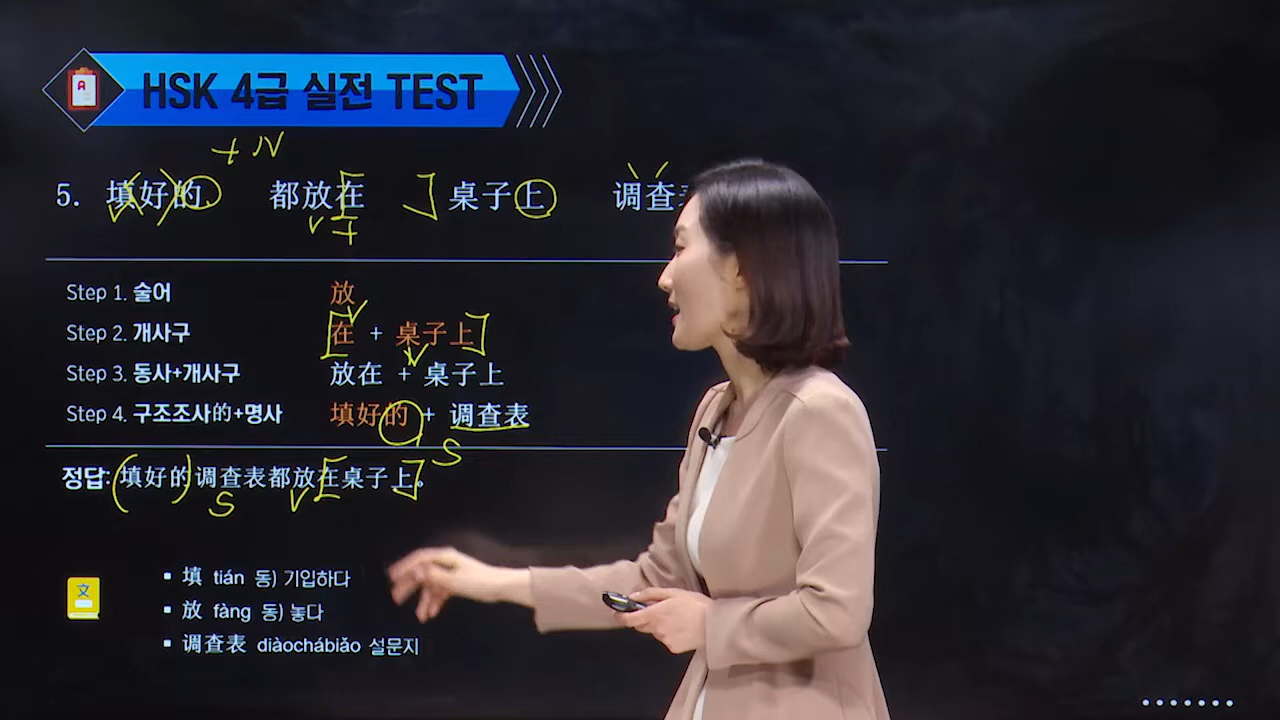 A
HSK 4급 실전 TEST
+ N
5. 填好的 都放在 桌子上 调查
V V
Step 1. 술어 放
Step 2. 개사구 在 + 桌子上
Step 3. 동사+개사구 放在 + 桌子上
Step 4. 구조조사的+명사 填好的 + 调查表
S
정답: 填好的调查表都放在桌子上。
S V
文
▪ 填 tián 동) 기입하다
▪ 放 fàng 동) 놓다
▪ 调查表 diàochábiǎo 설문지